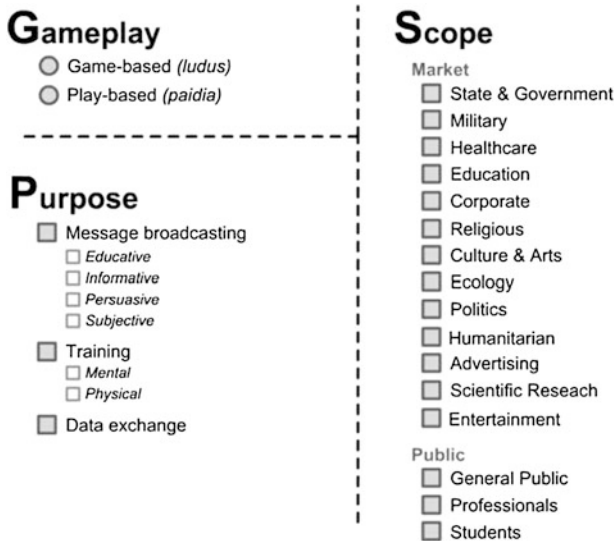 Gameplay
Game-based (ludus)
Play-based (paidia)
Purpose
Message broadcasting
Educative
Informative
Persuasive
Subjective
Training
Mental
Physical
Data exchange
Scope
Market
State & Government
Military
Healthcare
Education
Corporate
Religious
Culture & Arts
Ecology
Politics
Humanitarian
Advertising
Scientific Reseach
Entertainment
Public
General Public
Professionals
Students